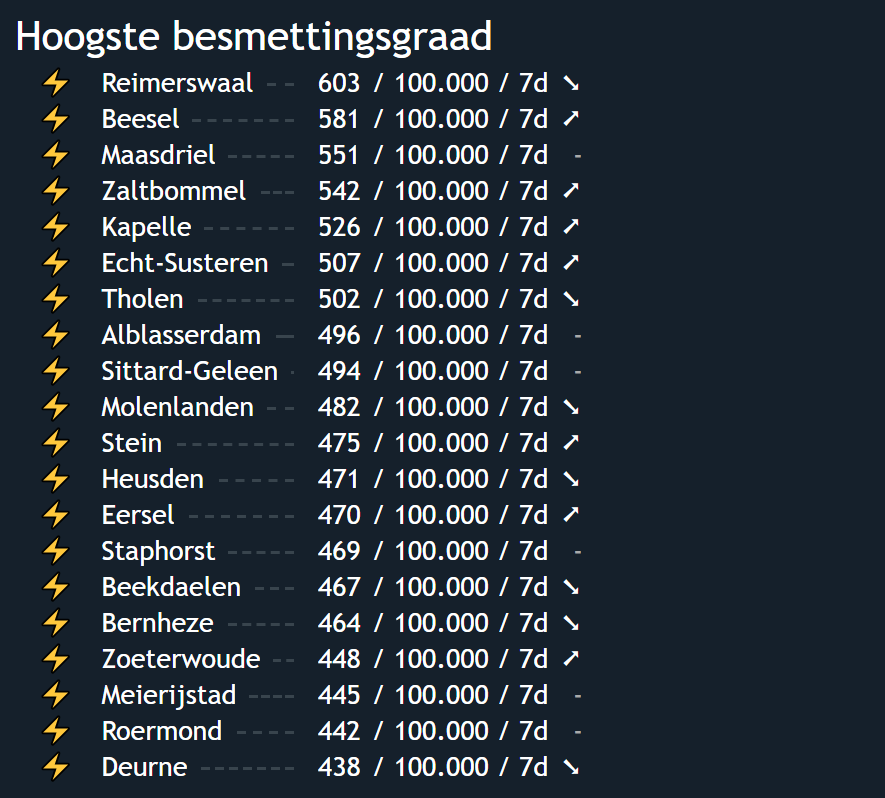 Hoogste besmettingsgraad
⚡ Reimerswaal -- 603 / 100.000 / 7d ↘
⚡ Beesel ------- 581 / 100.000 / 7d ↗
⚡ Maasdriel ----- 551 / 100.000 / 7d -
⚡ Zaltbommel --- 542 / 100.000 / 7d ↗
⚡ Kapelle ------ 526 / 100.000 / 7d ↗
⚡ Echt-Susteren - 507 / 100.000 / 7d ↗
⚡ Tholen ------- 502 / 100.000 / 7d ↘
⚡ Alblasserdam - 496 / 100.000 / 7d -
⚡ Sittard-Geleen · 494 / 100.000 / 7d -
⚡ Molenlanden -- 482 / 100.000 / 7d ↘
⚡ Stein -------- 475 / 100.000 / 7d ↗
⚡ Heusden ----- 471 / 100.000 / 7d ↘
⚡ Eersel ------- 470 / 100.000 / 7d ↗
⚡ Staphorst ----- 469 / 100.000 / 7d -
⚡ Beekdaelen --- 467 / 100.000 / 7d ↘
⚡ Bernheze ----- 464 / 100.000 / 7d ↘
⚡ Zoeterwoude -- 448 / 100.000 / 7d ↗
⚡ Meierijstad ---- 445 / 100.000 / 7d -
⚡ Roermond ---- 442 / 100.000 / 7d -
⚡ Deurne ------- 438 / 100.000 / 7d ↘